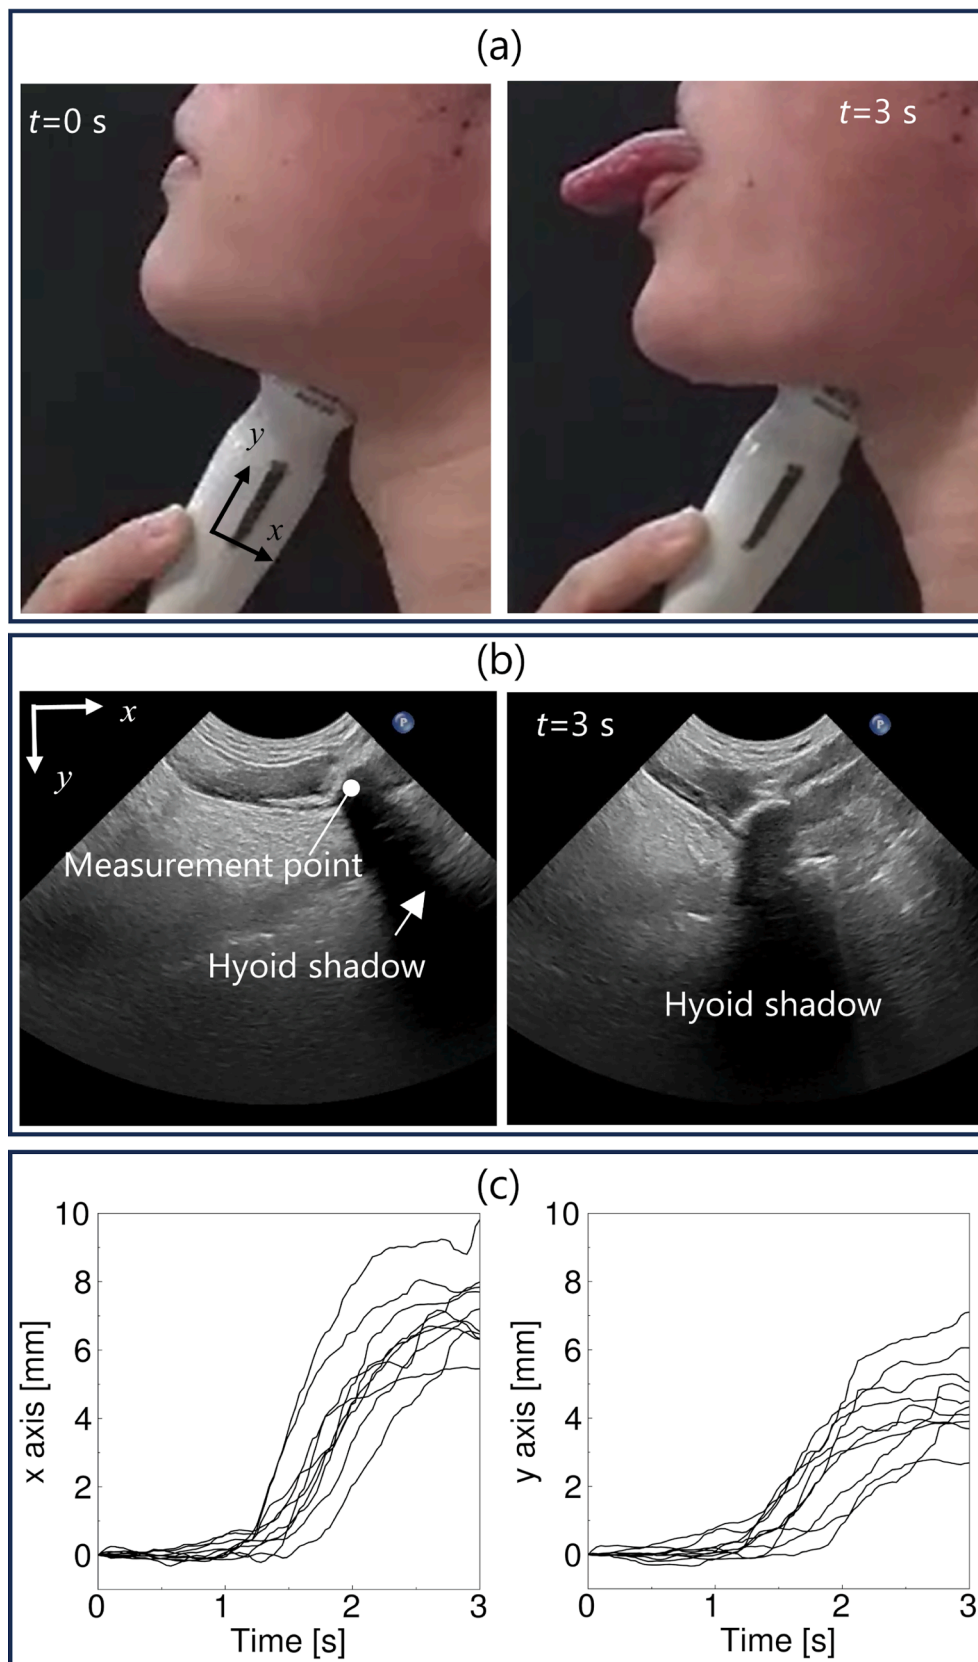 (a)
t=0 s
t=3 s
y
x
(b)
x
y
t=3 s
P
Measurement point
Hyoid shadow
Hyoid shadow
(c)
10
8
6
4
2
0
x axis [mm]
0 1 2 3
Time [s]
10
8
6
4
2
0
y axis [mm]
0 1 2 3
Time [s]